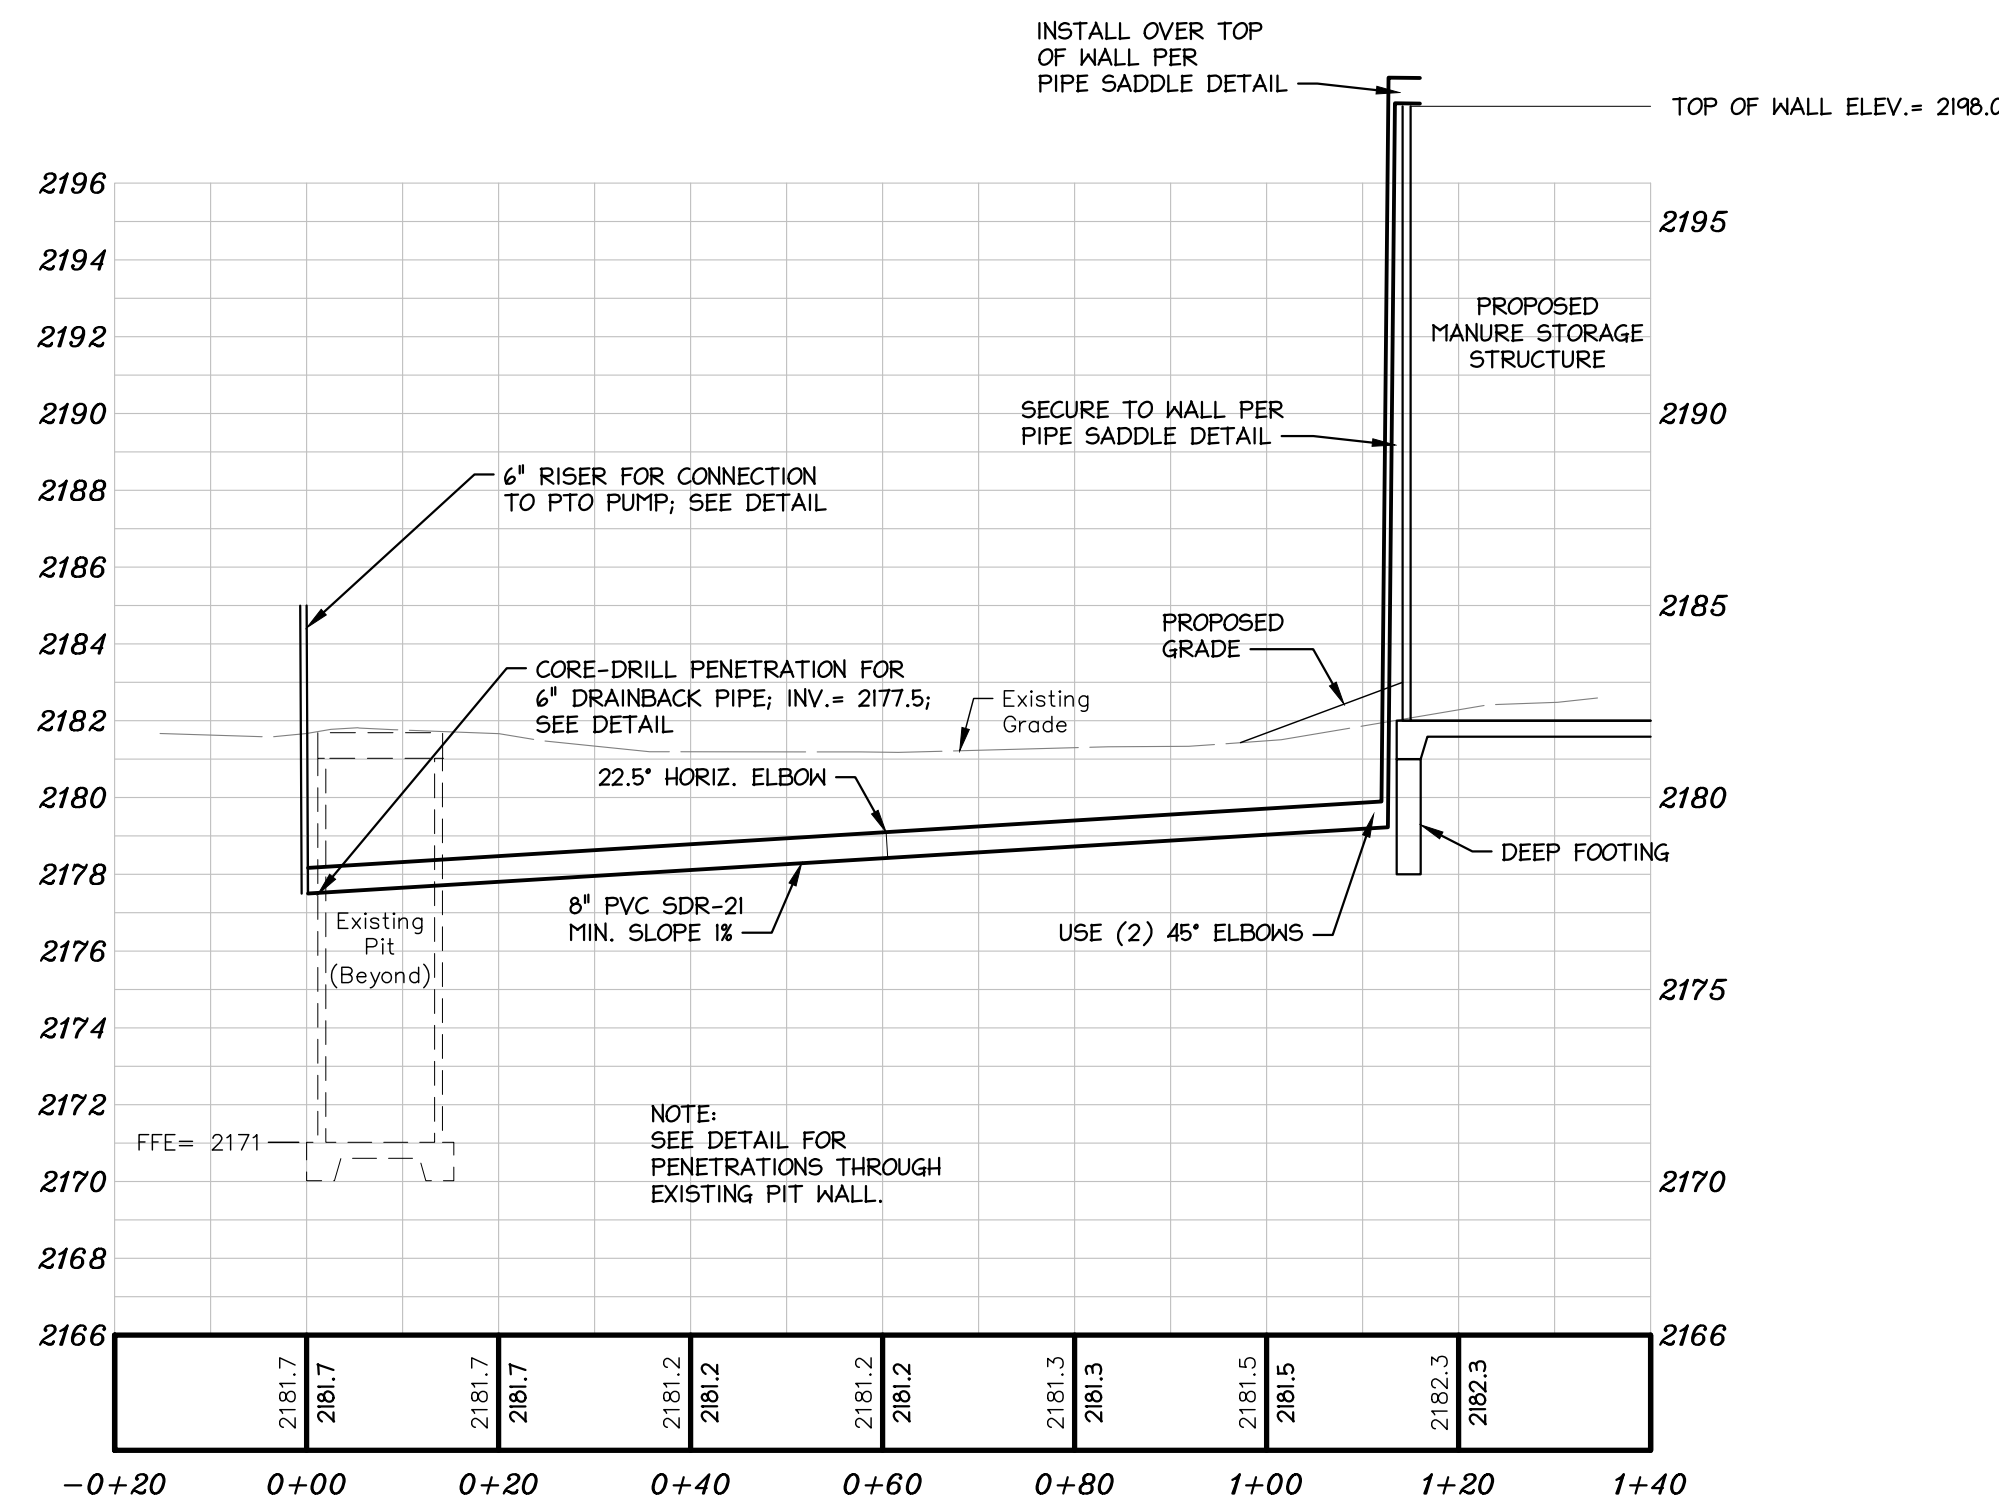 INSTALL OVER TOP
OF WALL PER
PIPE SADDLE DETAIL
TOP OF WALL ELEV.= 2198.0
2196
2195
2194
PROPOSED
MANURE STORAGE
STRUCTURE
2192
2190
SECURE TO WALL PER
PIPE SADDLE DETAIL
2190
6" RISER FOR CONNECTION
TO PTO PUMP; SEE DETAIL
2188
2186
2185
PROPOSED
GRADE
2184
CORE-DRILL PENETRATION FOR
6" DRAINBACK PIPE; INV.= 2177.5;
SEE DETAIL
Existing
Grade
2182
22.5° HORIZ. ELBOW
2180
2180
DEEP FOOTING
2178
8" PVC SDR-21
MIN. SLOPE 1%
USE (2) 45° ELBOWS
Existing
Pit
(Beyond)
2176
2175
2174
2172
NOTE:
SEE DETAIL FOR
PENETRATIONS THROUGH
EXISTING PIT WALL.
FFE= 2171
2170
2170
2168
2166
2166
2181.7
2181.7
2181.7
2181.7
2181.2
2181.2
2181.2
2181.2
2181.3
2181.3
2181.5
2181.5
2182.3
2182.3
-0+20
0+00
0+20
0+40
0+60
0+80
1+00
1+20
1+40